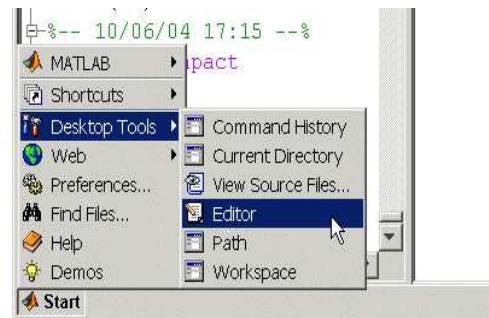 %-- 10/06/04 17:15 --%
MATLAB
pact
Shortcuts
Desktop Tools
Command History
Web
Current Directory
Preferences...
View Source Files...
Find Files...
Editor
Help
Path
Demos
Workspace
Start